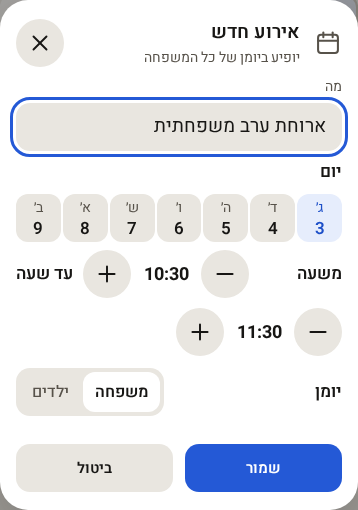 אירוע חדש
יופיע ביומן של כל המשפחה
מה
ארוחת ערב משפחתית
יום
ג׳ ד׳ ה׳ ו׳ ש׳ א׳ ב׳
3 4 5 6 7 8 9
משעה − 10:30 + עד שעה
− 11:30 +
יומן משפחה ילדים
שמור ביטול